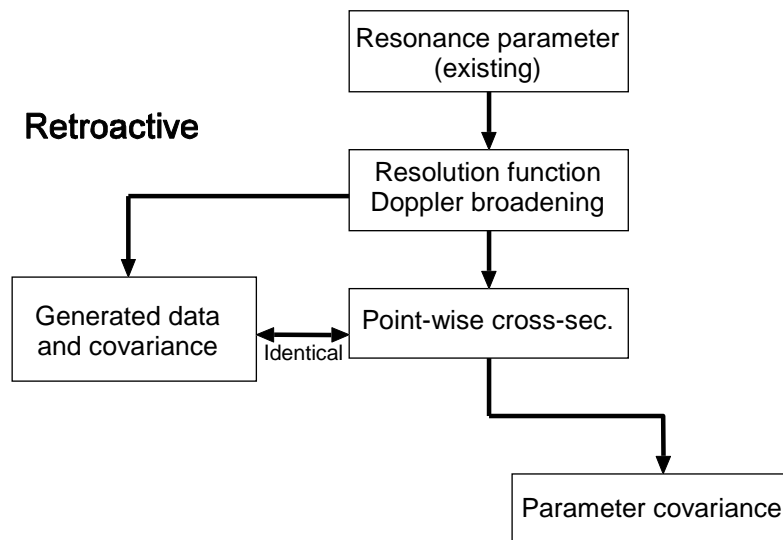 Resonance parameter
(existing)
Retroactive
Resolution function
Doppler broadening
Generated data
and covariance
Identical
Point-wise cross-sec.
Parameter covariance